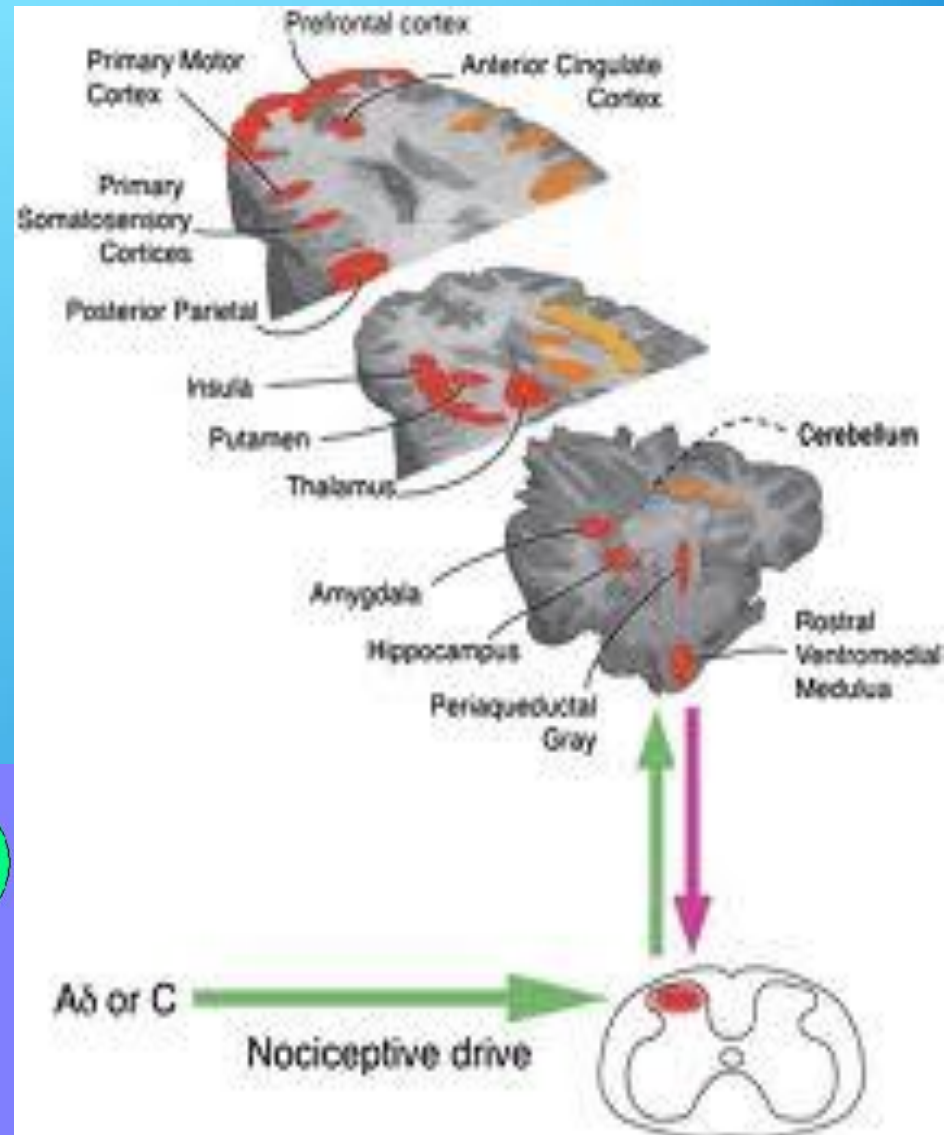 Prefrontal cortex
Primary Motor
Cortex
Anterior Cingulate
Cortex
Primary
Somatosensory
Cortices
Posterior Parietal
Insula
Putamen
Thalamus
Cerebellum
Amygdala
Hippocampus
Periaqueductal
Gray
Rostral
Ventromedial
Medulua
Aδ or C
Nociceptive drive